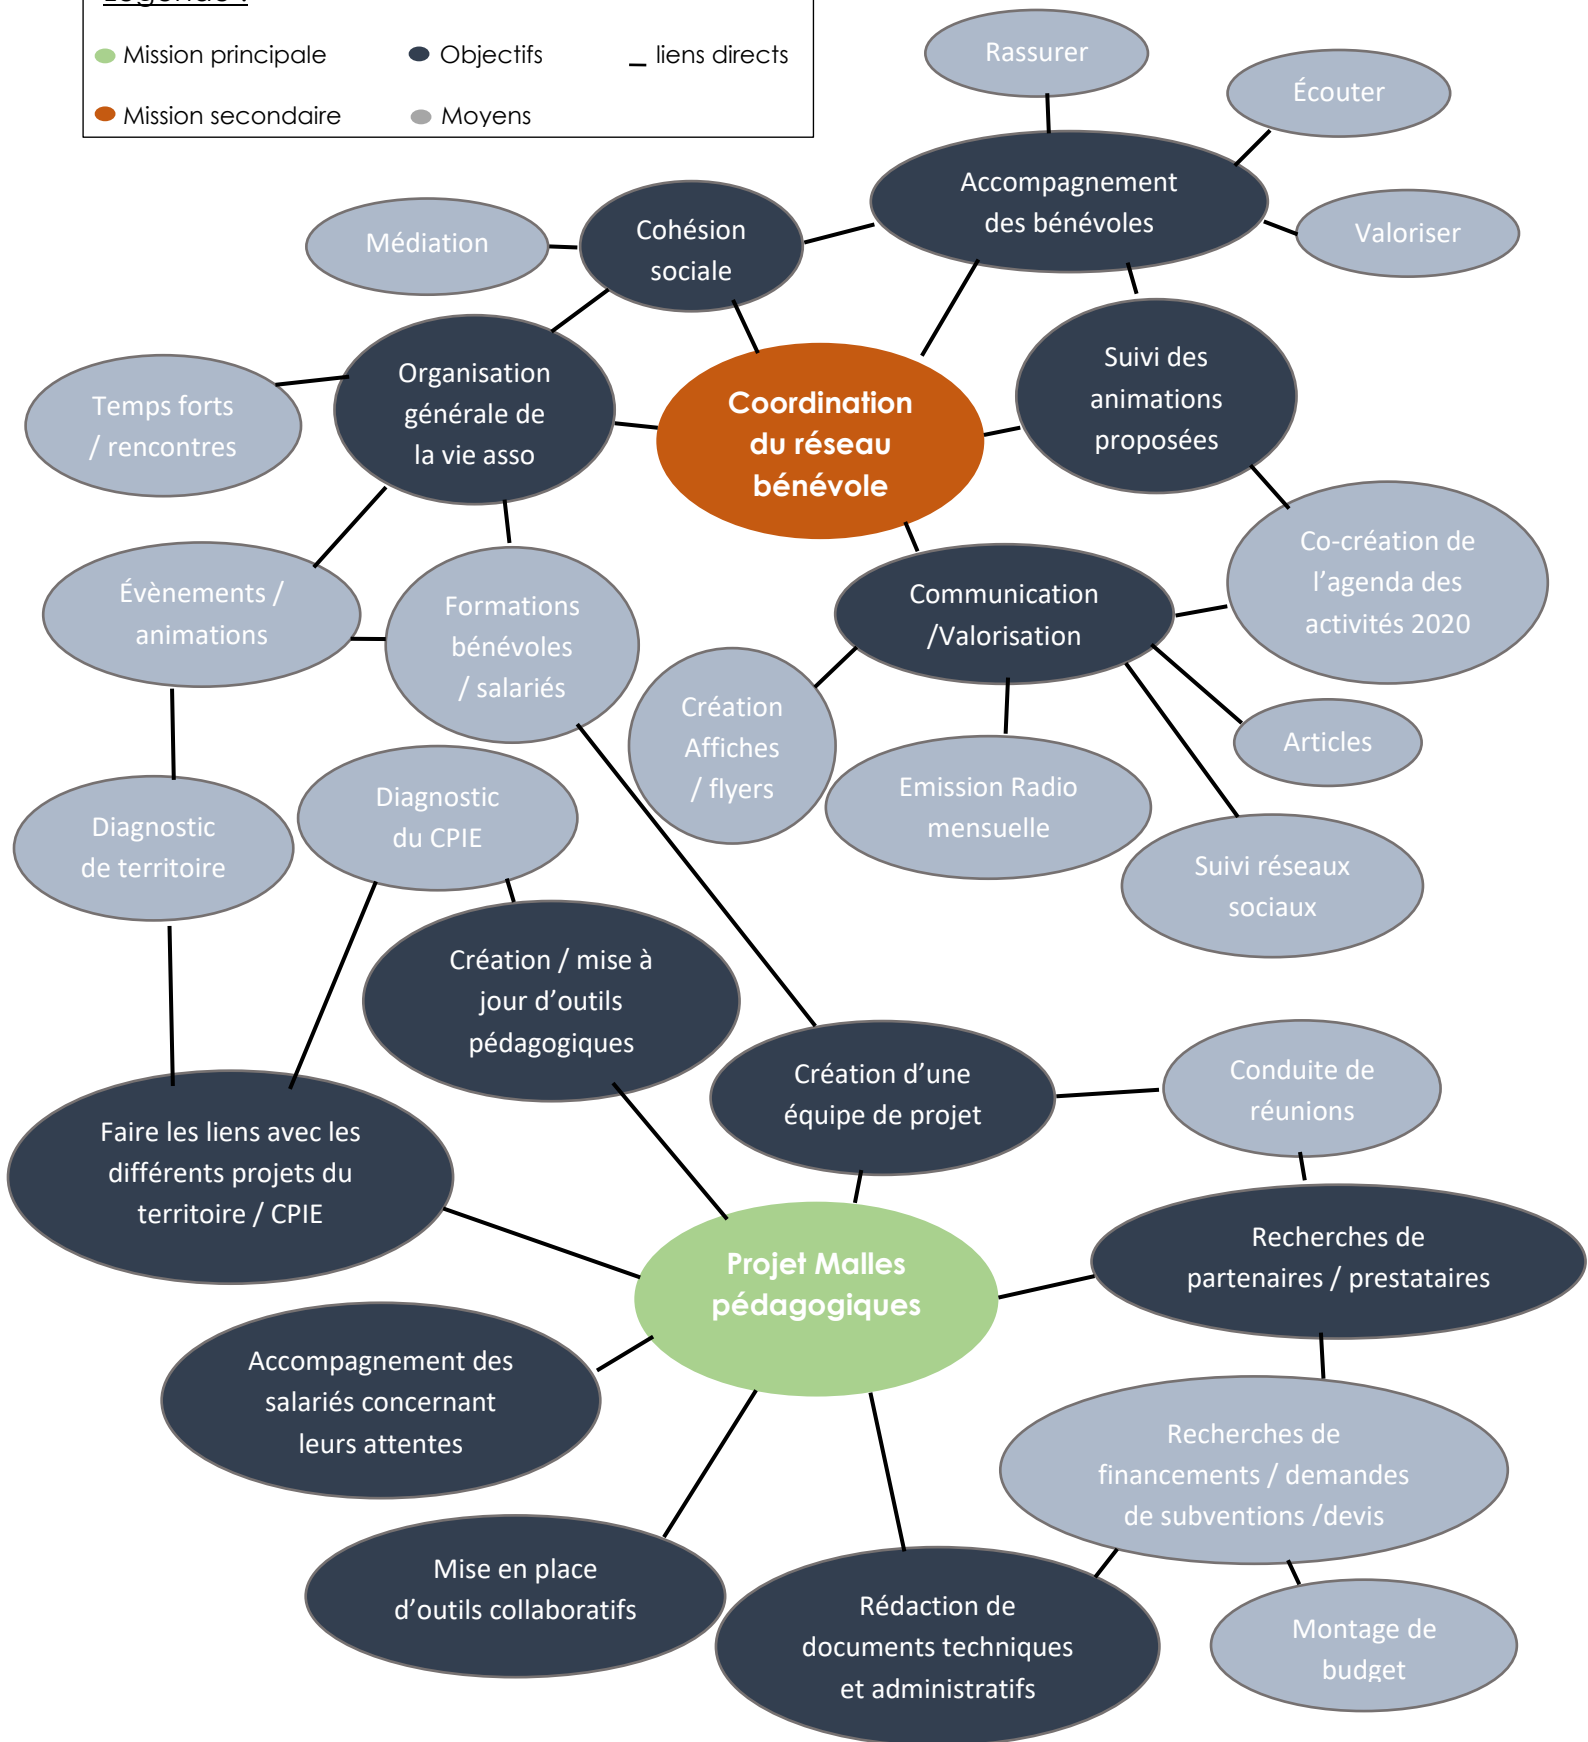 Légende :
Mission principale
Objectifs
liens directs
Mission secondaire
Moyens
Rassurer
Écouter
Accompagnement
des bénévoles
Valoriser
Cohésion
sociale
Médiation
Organisation
générale de
la vie asso
Temps forts
/ rencontres
Coordination
du réseau
bénévole
Suivi des
animations
proposées
Co-création de
l’agenda des
activités 2020
Évènements /
animations
Formations
bénévoles
/ salariés
Communication
/Valorisation
Création
Affiches
/ flyers
Emission Radio
mensuelle
Articles
Suivi réseaux
sociaux
Diagnostic
de territoire
Diagnostic
du CPIE
Création / mise à
jour d’outils
pédagogiques
Création d’une
équipe de projet
Conduite de
réunions
Faire les liens avec les
différents projets du
territoire / CPIE
Recherches de
partenaires / prestataires
Projet Malles
pédagogiques
Accompagnement des
salariés concernant
leurs attentes
Recherches de
financements / demandes
de subventions /devis
Mise en place
d’outils collaboratifs
Rédaction de
documents techniques
et administratifs
Montage de
budget